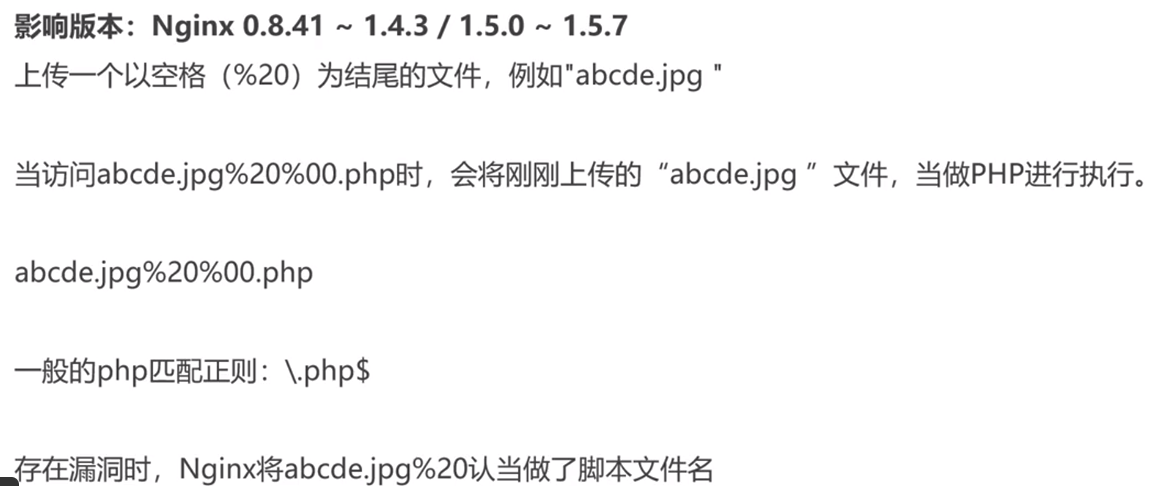 影响版本：Nginx 0.8.41 ~ 1.4.3 / 1.5.0 ~ 1.5.7
上传一个以空格（%20）为结尾的文件，例如"abcde.jpg "
当访问abcde.jpg%20%00.php时，会将刚刚上传的“abcde.jpg ”文件，当做PHP进行执行。
abcde.jpg%20%00.php
一般的php匹配正则：\.php$
存在漏洞时，Nginx将abcde.jpg%20认当做了脚本文件名